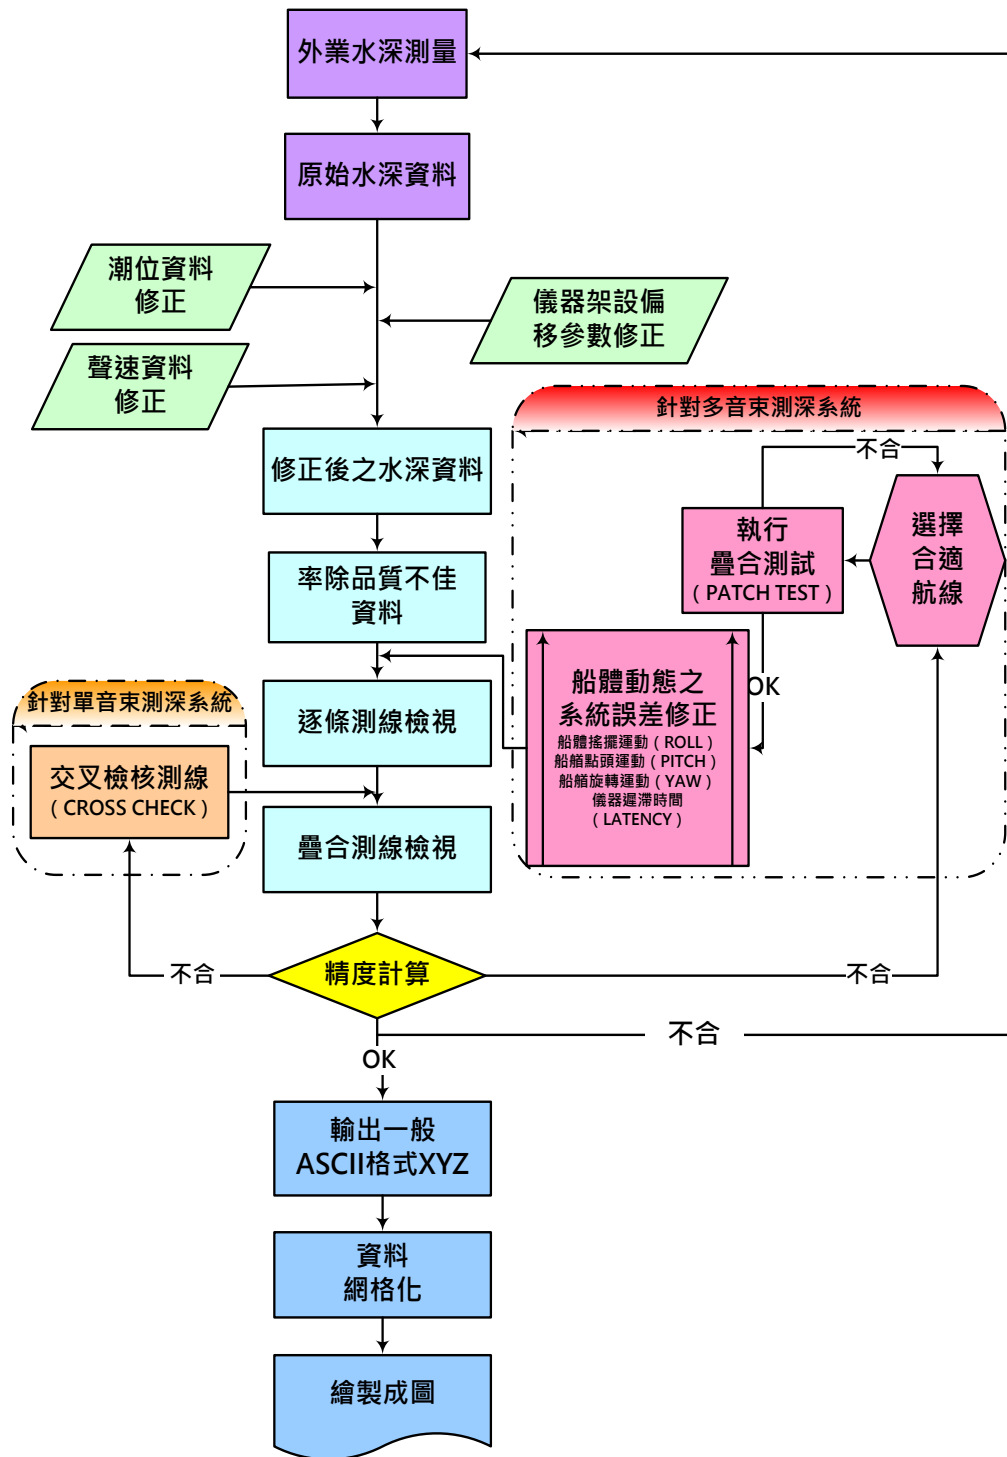 外業水深測量
原始水深資料
潮位資料
修正
儀器架設偏
移參數修正
聲速資料
修正
針對多音束測深系統
不合
修正後之水深資料
執行
疊合測試
(PATCH TEST)
選擇
合適
航線
率除品質不佳
資料
OK
船體動態之
系統誤差修正
船體搖擺運動(ROLL)
船艏點頭運動(PITCH)
船艏旋轉運動(YAW)
儀器遲滯時間
(LATENCY)
針對單音束測深系統
逐條測線檢視
交叉檢核測線
(CROSS CHECK)
疊合測線檢視
不合
精度計算
不合
不合
OK
輸出一般
ASCII格式XYZ
資料
網格化
繪製成圖